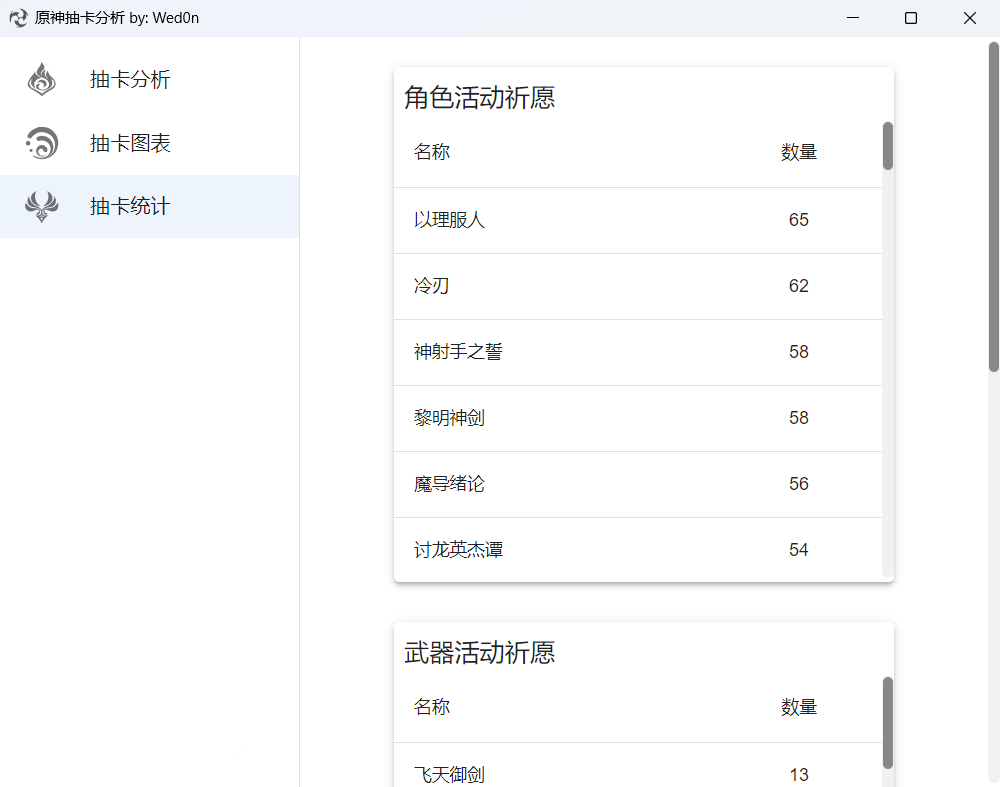 原神抽卡分析 by: Wed0n
抽卡分析
抽卡图表
抽卡统计
角色活动祈愿
名称 数量
以理服人 65
冷刃 62
神射手之誓 58
黎明神剑 58
魔导绪论 56
讨龙英杰谭 54
武器活动祈愿
名称 数量
飞天御剑 13